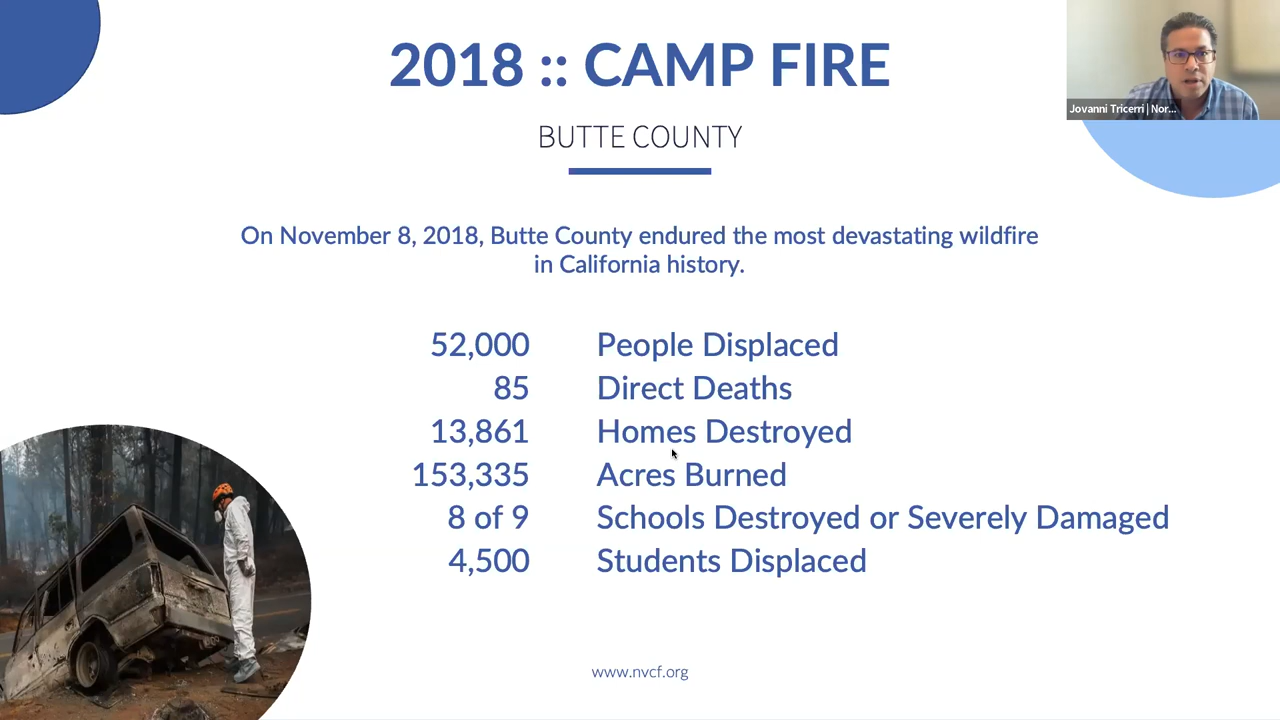 2018 :: CAMP FIRE
Jovanni Tricerri | Nor...
BUTTE COUNTY
On November 8, 2018, Butte County endured the most devastating wildfire
in California history.
52,000 People Displaced
85 Direct Deaths
13,861 Homes Destroyed
153,335 Acres Burned
8 of 9 Schools Destroyed or Severely Damaged
4,500 Students Displaced
www.nvcf.org